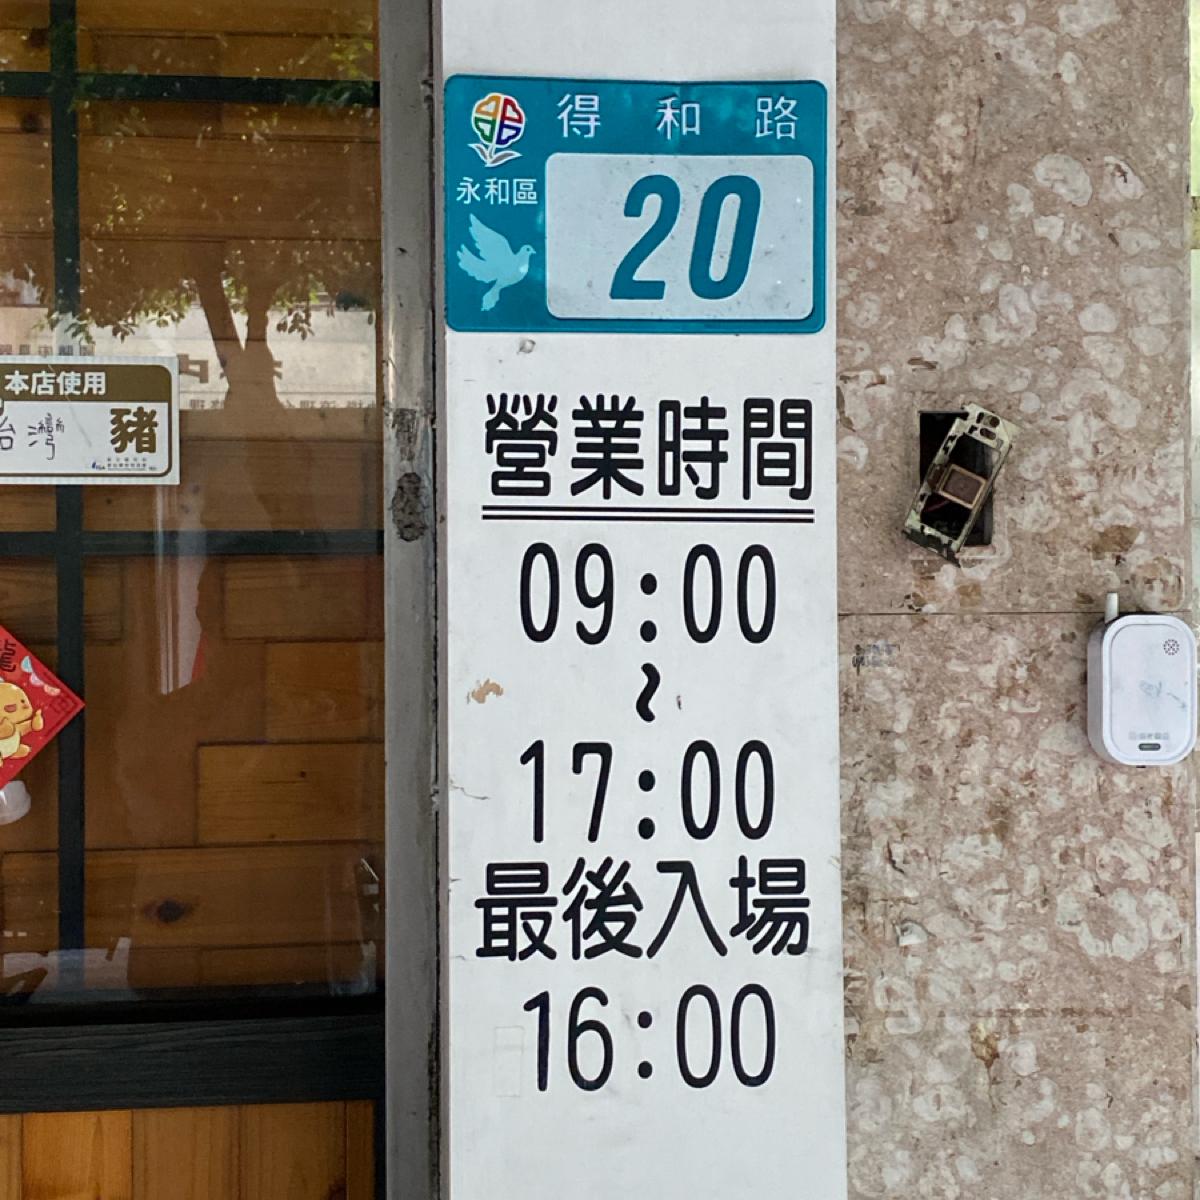 得和路
永和區
20
營業時間
09:00
~
17:00
最後入場
16:00
本店使用
台灣 豬
龍